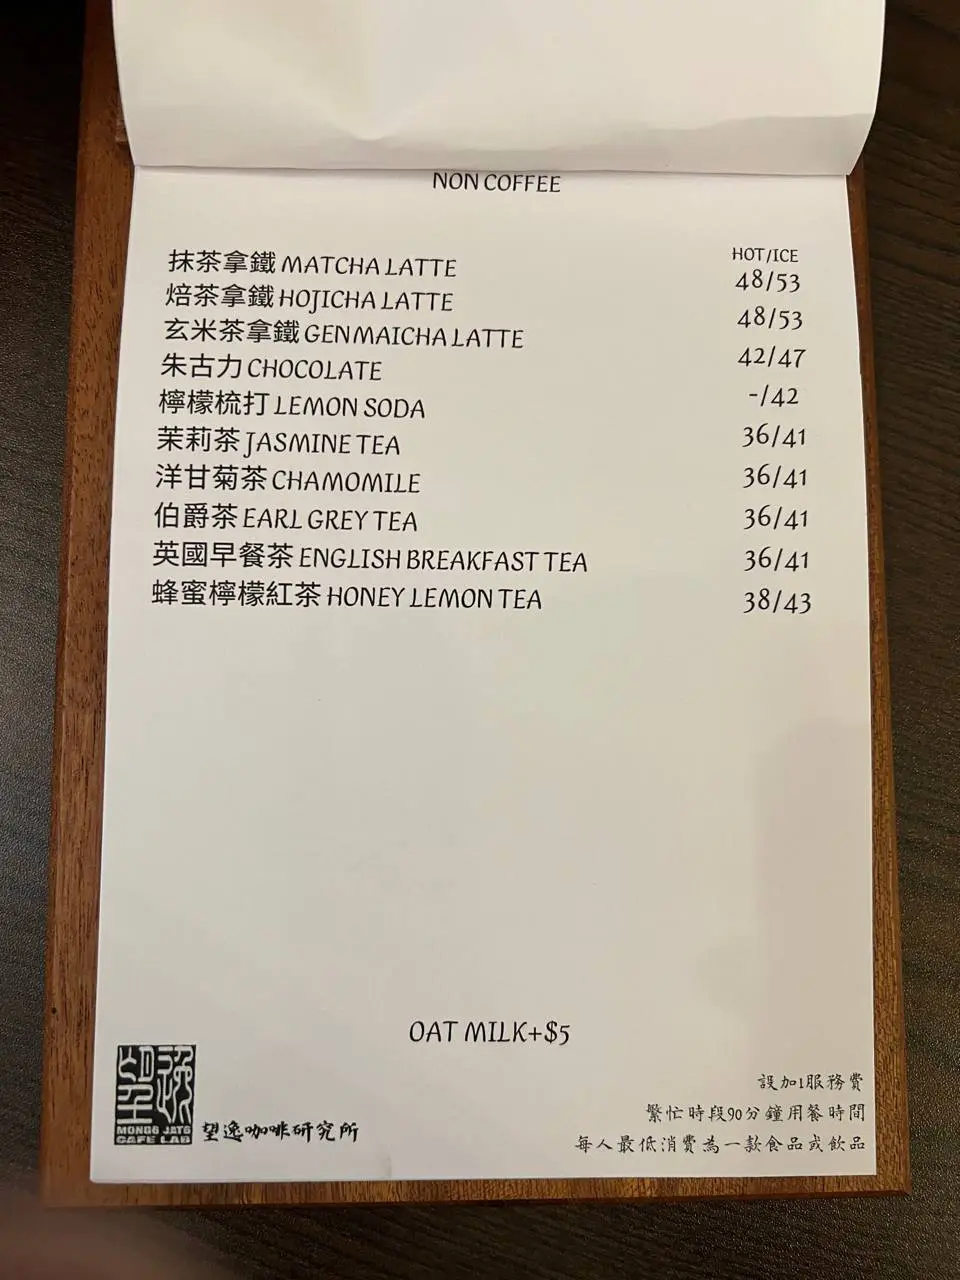 NON COFFEE
抹茶拿鐵 MATCHA LATTE HOT/ICE
焙茶拿鐵 HOJICHA LATTE 48/53
玄米茶拿鐵 GENMAICHA LATTE 48/53
朱古力 CHOCOLATE 42/47
檸檬梳打 LEMON SODA -/42
茉莉茶 JASMINE TEA 36/41
洋甘菊茶 CHAMOMILE 36/41
伯爵茶 EARL GREY TEA 36/41
英國早餐茶 ENGLISH BREAKFAST TEA 36/41
蜂蜜檸檬紅茶 HONEY LEMON TEA 38/43
OAT MILK+$5
望逸
MONGS JATS
CAFE LAB
望逸咖啡研究所
設加1服務費
繁忙時段90分鐘用餐時間
每人最低消費為一款食品或飲品